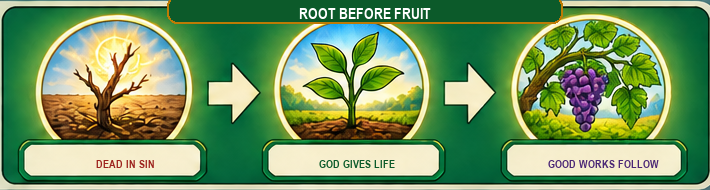 ROOT BEFORE FRUIT
DEAD IN SIN
GOD GIVES LIFE
GOOD WORKS FOLLOW